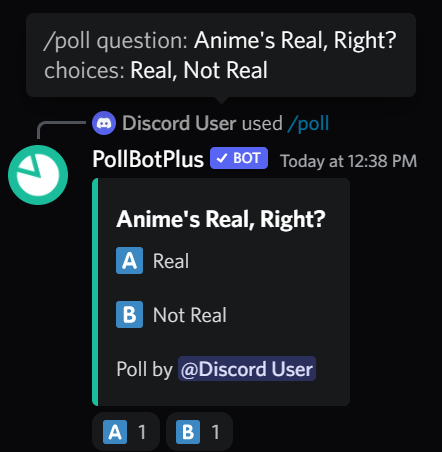 /poll question: Anime's Real, Right?
choices: Real, Not Real
Discord User used /poll
PollBotPlus ✓ BOT Today at 12:38 PM
Anime's Real, Right?
A Real
B Not Real
Poll by @Discord User
A 1 B 1